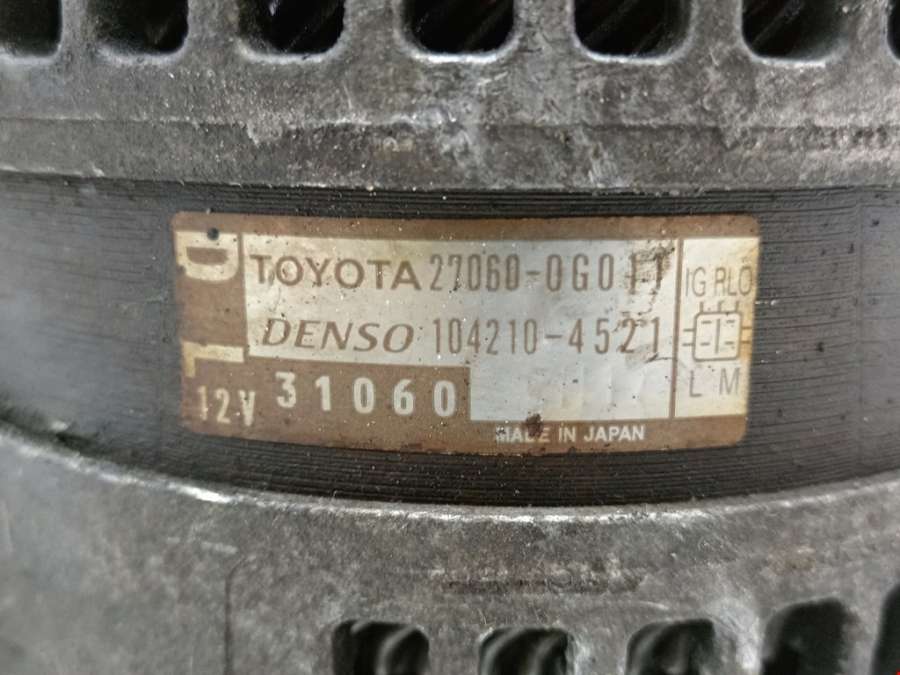 D L
TOYOTA 27060-0G011
IG RLO
DENSO 104210-4521
L M
12V 31060
MADE IN JAPAN